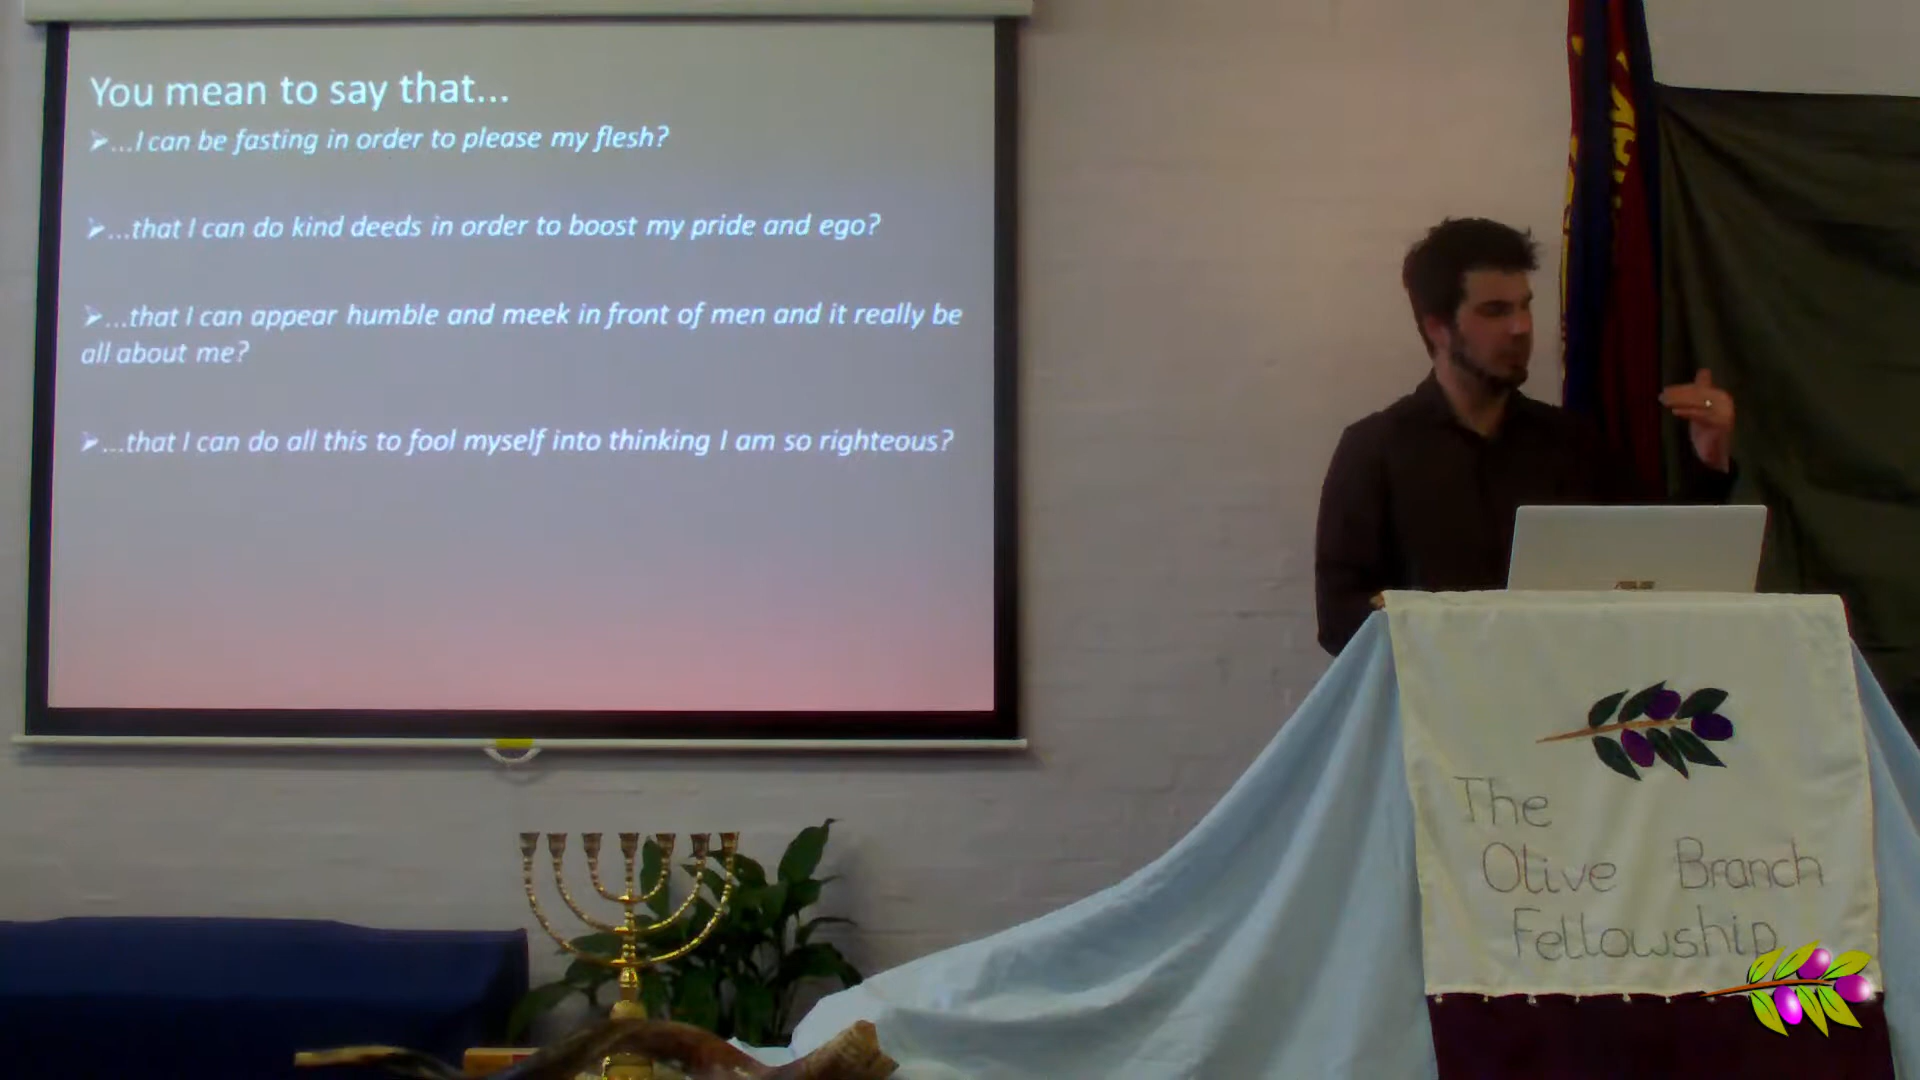 You mean to say that...
➢...I can be fasting in order to please my flesh?
➢...that I can do kind deeds in order to boost my pride and ego?
➢...that I can appear humble and meek in front of men and it really be
all about me?
➢...that I can do all this to fool myself into thinking I am so righteous?
The
Olive Branch
Fellowship